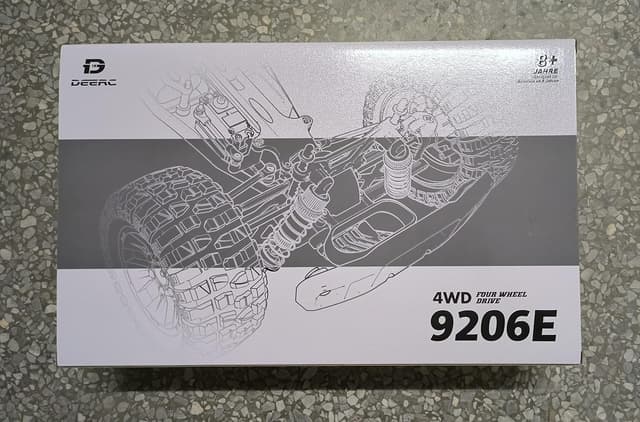 DEERC
8+
JAHRE
4WD FOUR WHEEL DRIVE
9206E